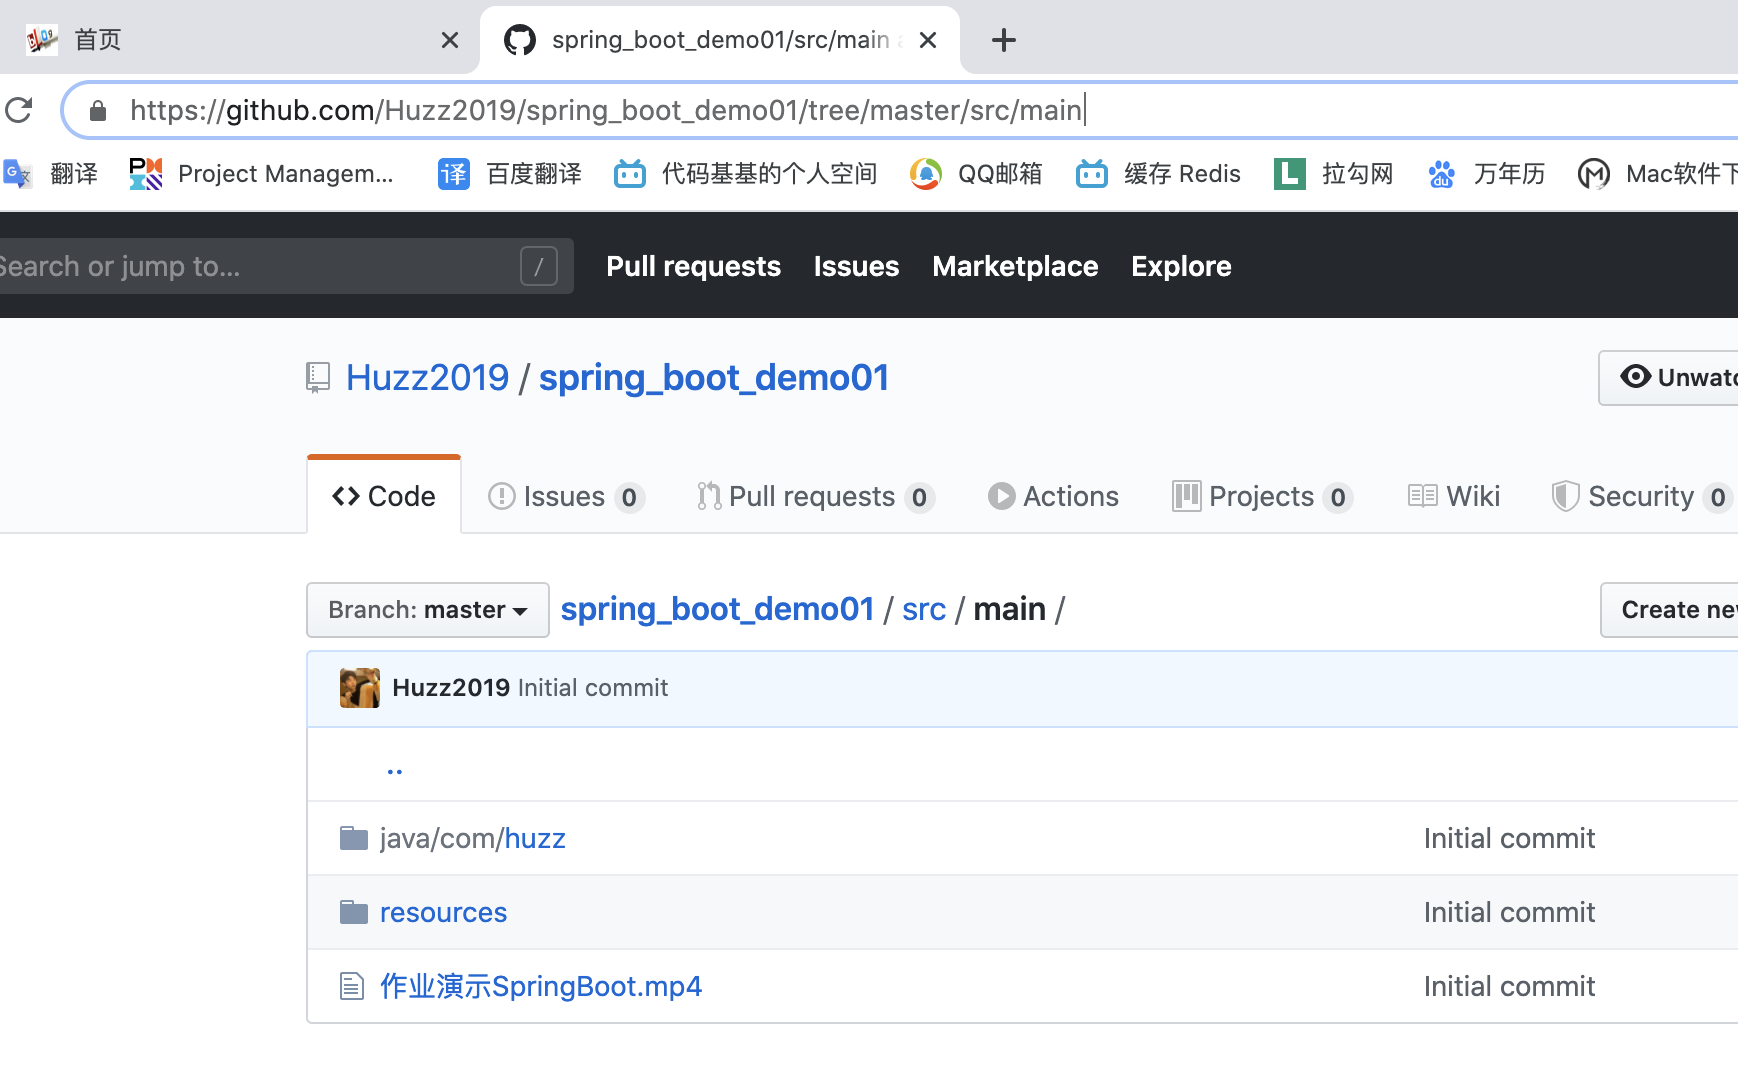 首页
spring_boot_demo01/src/main a
https://github.com/Huzz2019/spring_boot_demo01/tree/master/src/main
翻译 Project Managem... 译 百度翻译 代码基基的个人空间 QQ邮箱 缓存 Redis L 拉勾网 du 万年历 Mac软件下
Search or jump to... /
Pull requests Issues Marketplace Explore
Huzz2019 / spring_boot_demo01
Unwatc
Code Issues 0 Pull requests 0 Actions Projects 0 Wiki Security 0
Branch: master spring_boot_demo01 / src / main /
Create new
Huzz2019 Initial commit
..
java/com/huzz Initial commit
resources Initial commit
作业演示SpringBoot.mp4 Initial commit